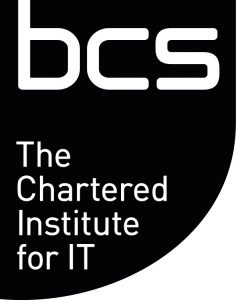 bcs
The
Chartered
Institute
for IT